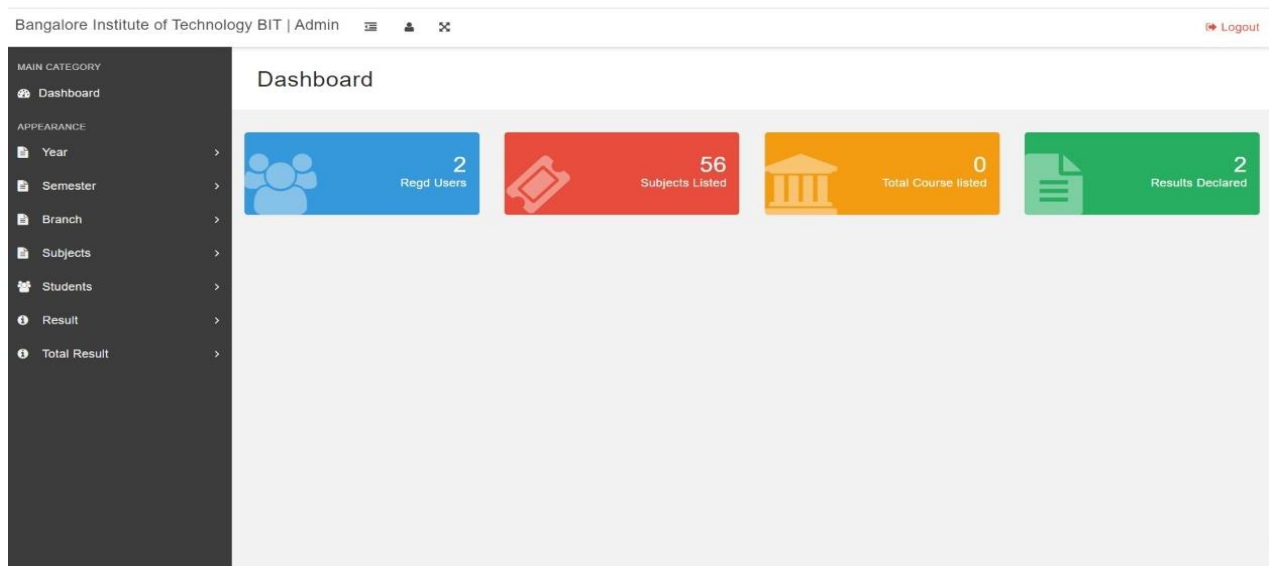 Bangalore Institute of Technology BIT | Admin
Logout
MAIN CATEGORY
Dashboard
APPEARANCE
Year
Semester
Branch
Subjects
Students
Result
Total Result
Dashboard
2
Regd Users
56
Subjects Listed
0
Total Course listed
2
Results Declared